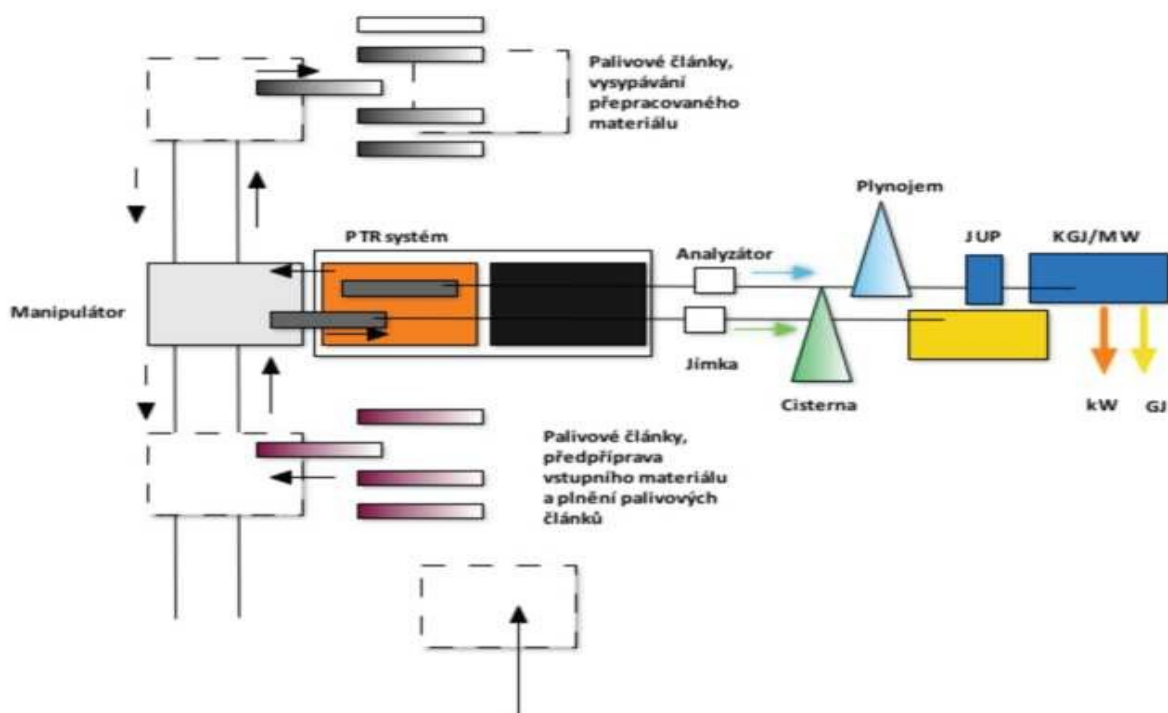 Palivové články,
vysypávání
přepracovaného
materiálu
Plynojem
PTR systém
Analyzátor
JUP
KGJ/MW
Manipulátor
Jímka
Cisterna
kW
GJ
Palivové články,
předpříprava
vstupního materiálu
a plnění palivových
článků